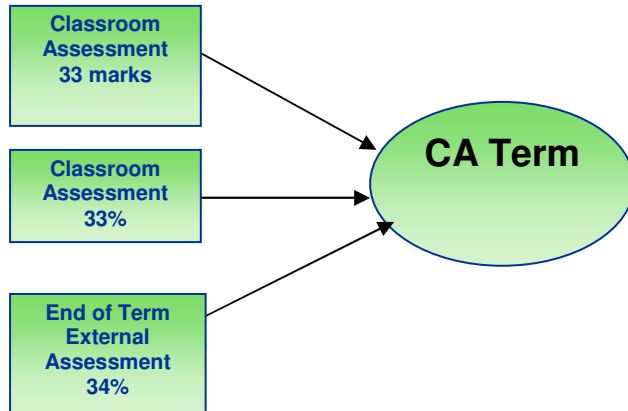 Classroom
Assessment
33 marks
CA Term
Classroom
Assessment
33%
End of Term
External
Assessment
34%